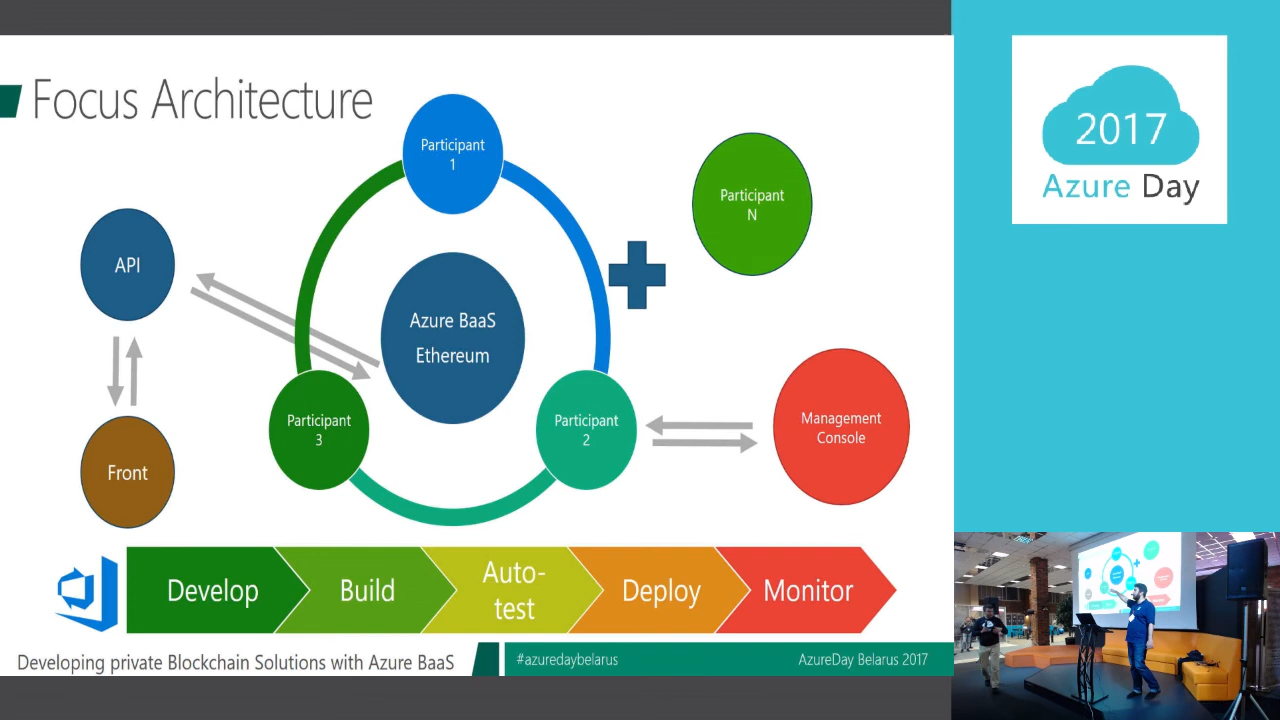 Focus Architecture
Participant
1
Participant
N
API
Azure BaaS
Ethereum
Participant
3
Participant
2
Management
Console
Front
Develop
Build
Auto-
test
Deploy
Monitor
Developing private Blockchain Solutions with Azure BaaS
#azuredaybelarus
AzureDay Belarus 2017
2017
Azure Day